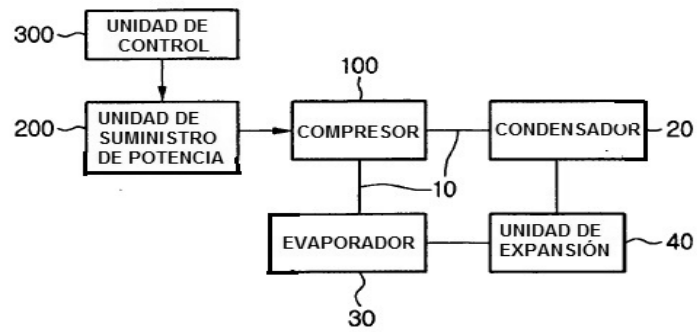 300
UNIDAD DE
CONTROL
200
UNIDAD DE
SUMINISTRO
DE POTENCIA
100
COMPRESOR
CONDENSADOR
20
10
EVAPORADOR
30
UNIDAD DE
EXPANSIÓN
40